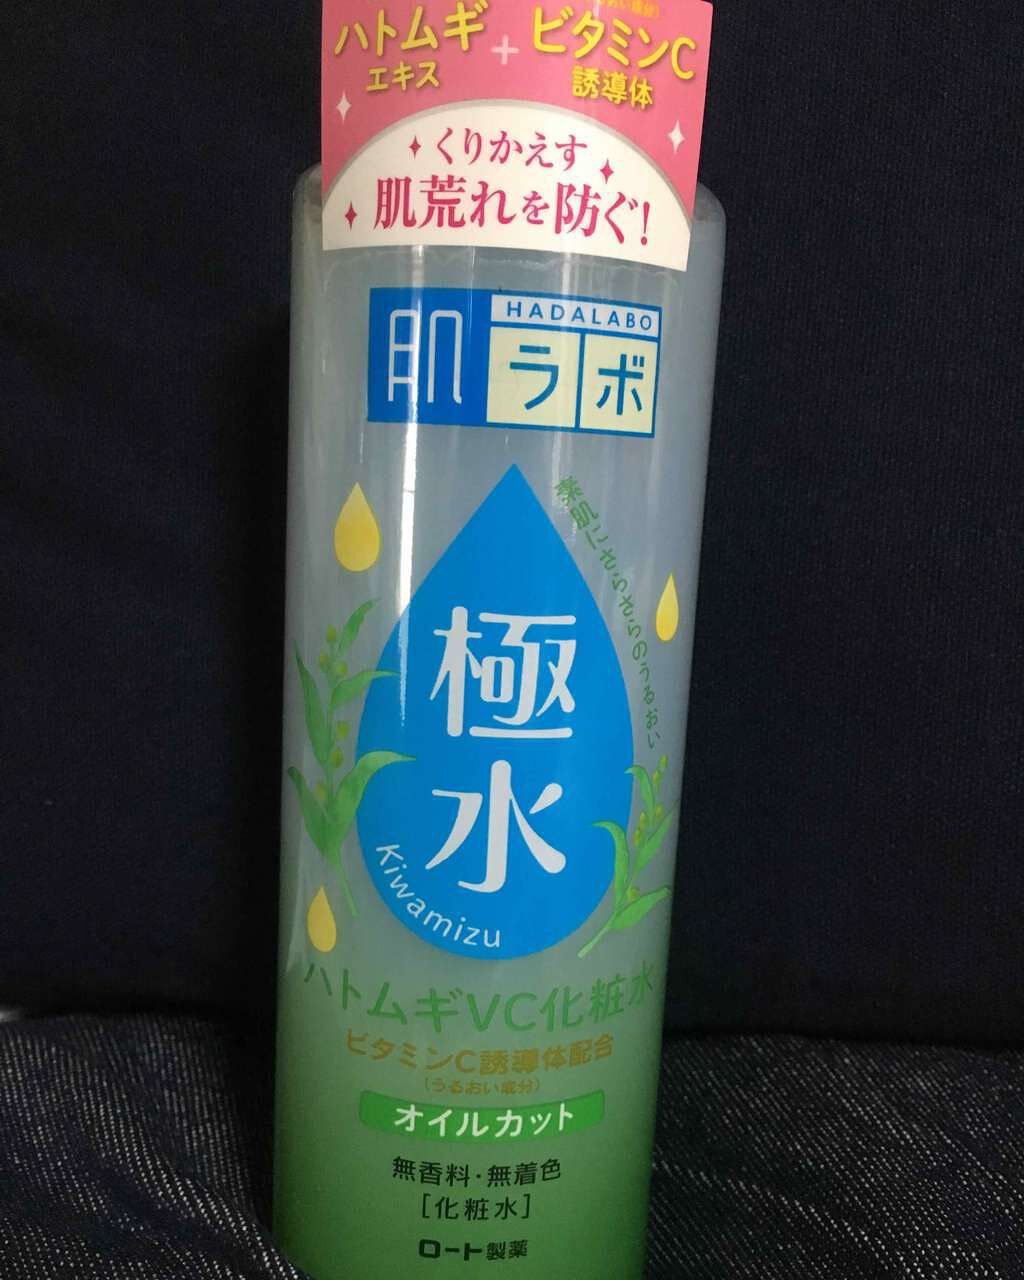 ハトムギ
エキス
+
ビタミンC
誘導体
くりかえす
肌荒れを防ぐ!
HADALABO
肌ラボ
素肌にさらさらのうるおい
極水
Kiwamizu
ハトムギVC化粧水
ビタミンC誘導体配合
(うるおい成分)
オイルカット
無香料・無着色
[化粧水]
ロート製薬